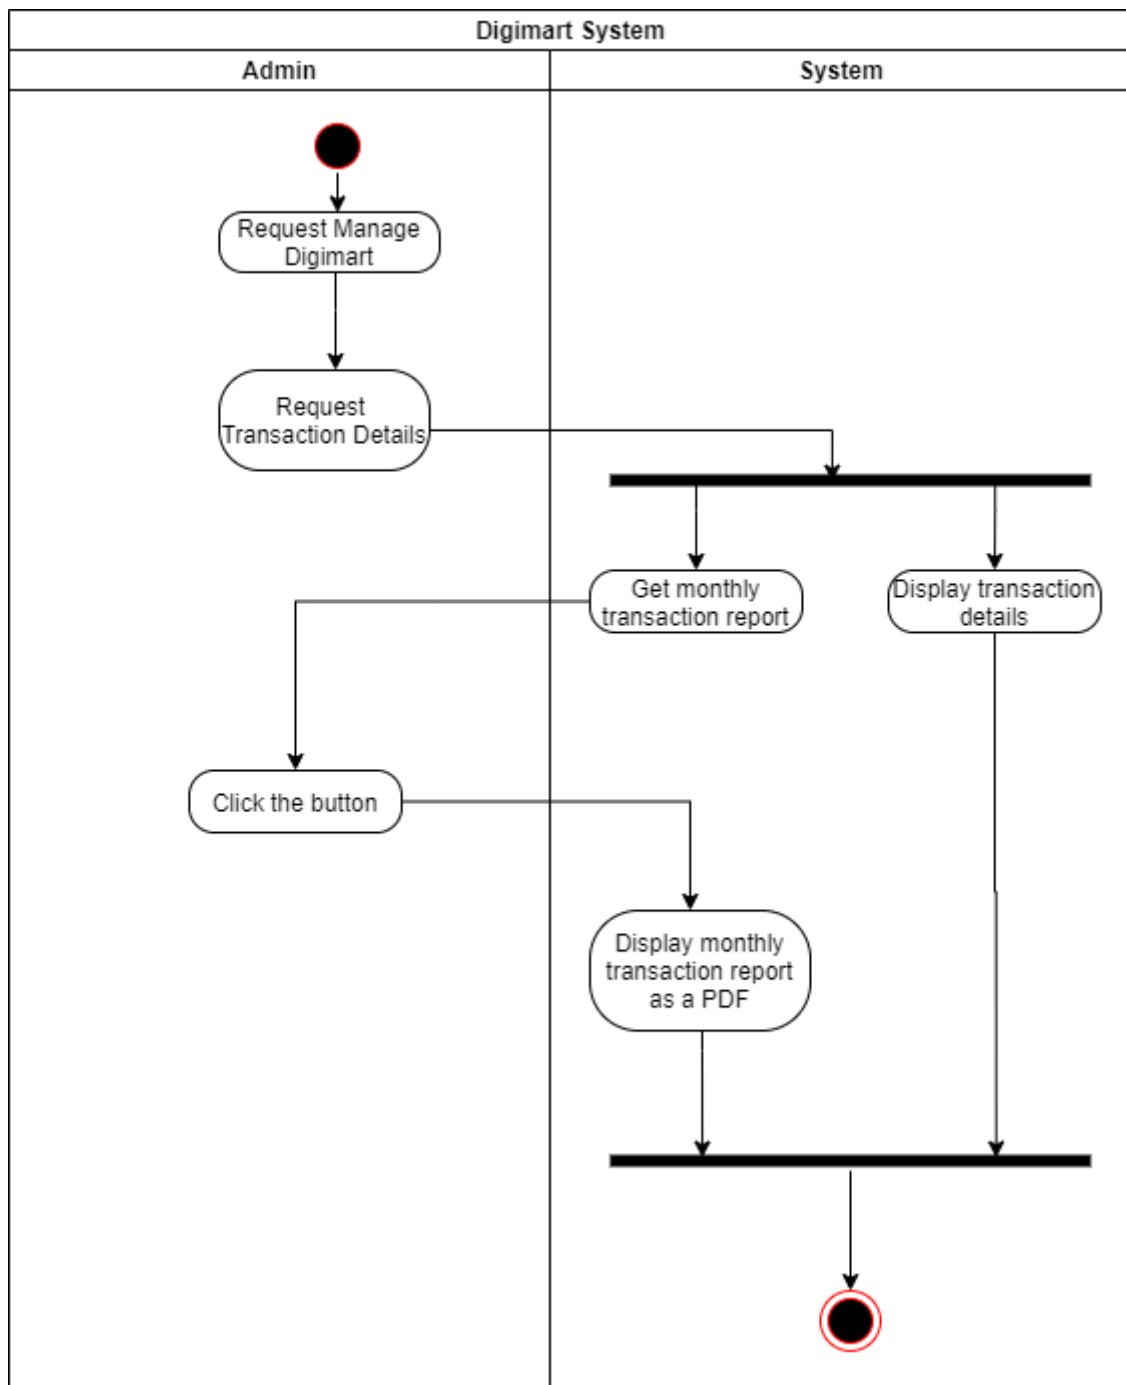 Digimart System
Admin
System
Request Manage
Digimart
Request
Transaction Details
Get monthly
transaction report
Display transaction
details
Click the button
Display monthly
transaction report
as a PDF